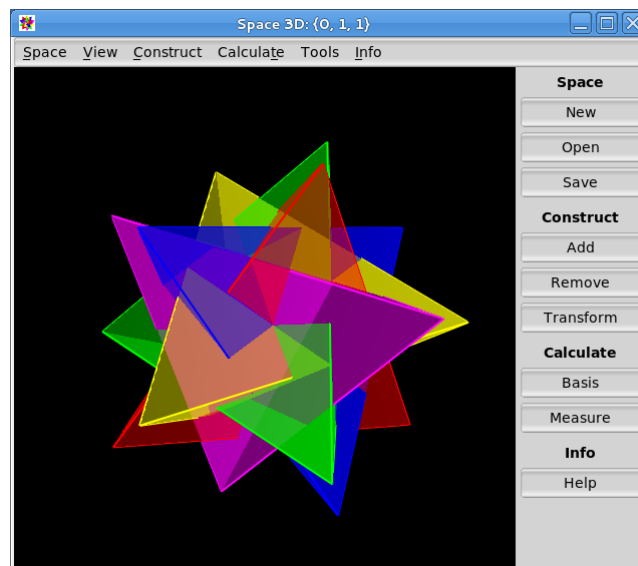 Space 3D: {0, 1, 1}
Space View Construct Calculate Tools Info
Space
New
Open
Save
Construct
Add
Remove
Transform
Calculate
Basis
Measure
Info
Help